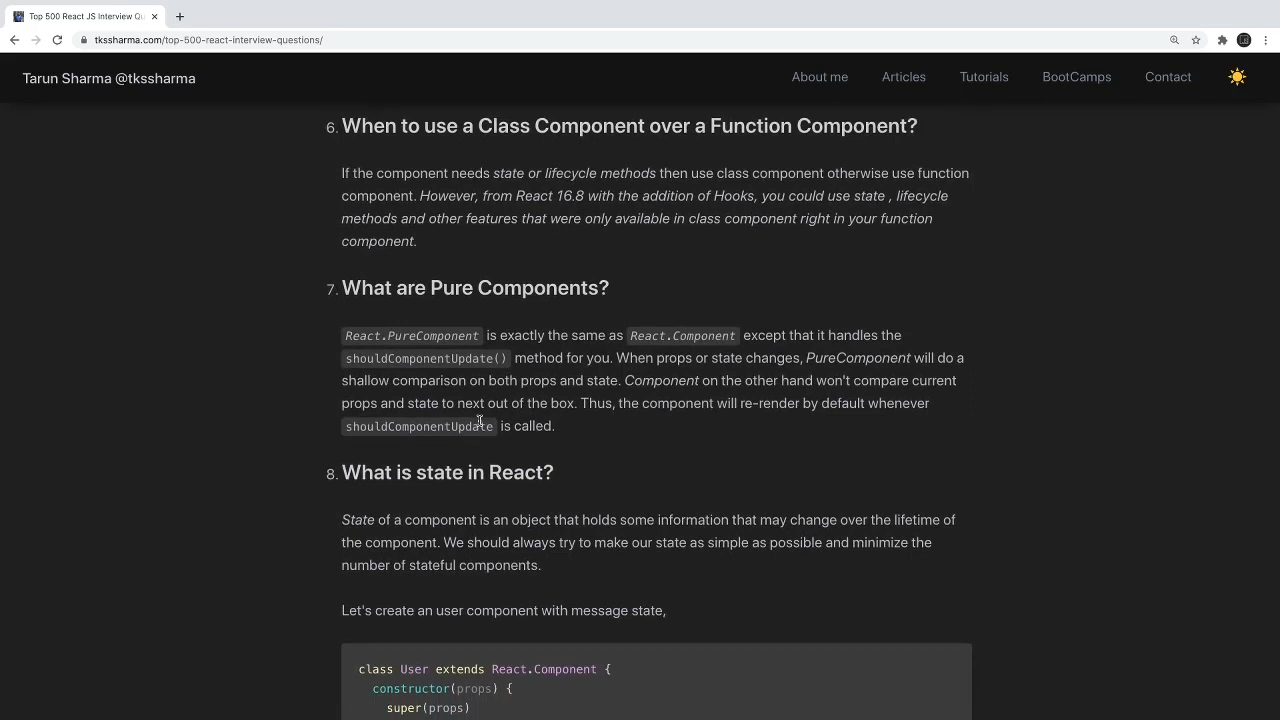 Top 500 React JS Interview Qu
tkssharma.com/top-500-react-interview-questions/
Tarun Sharma @tkssharma
About me
Articles
Tutorials
BootCamps
Contact
6. When to use a Class Component over a Function Component?
If the component needs state or lifecycle methods then use class component otherwise use function
component. However, from React 16.8 with the addition of Hooks, you could use state , lifecycle
methods and other features that were only available in class component right in your function
component.
7. What are Pure Components?
React.PureComponent is exactly the same as React.Component except that it handles the
shouldComponentUpdate() method for you. When props or state changes, PureComponent will do a
shallow comparison on both props and state. Component on the other hand won't compare current
props and state to next out of the box. Thus, the component will re-render by default whenever
shouldComponentUpdate is called.
8. What is state in React?
State of a component is an object that holds some information that may change over the lifetime of
the component. We should always try to make our state as simple as possible and minimize the
number of stateful components.
Let's create an user component with message state,
class User extends React.Component {
constructor(props) {
super(props)